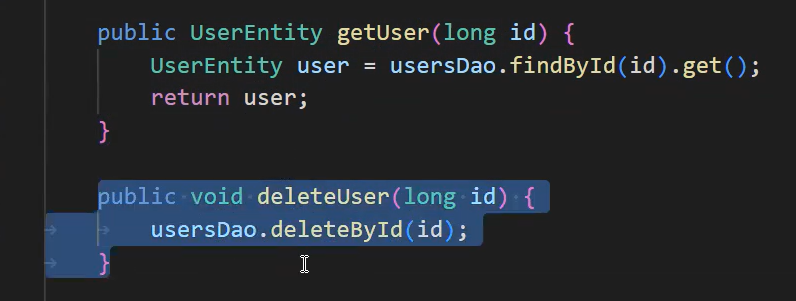 public UserEntity getUser(long id) {
UserEntity user = usersDao.findById(id).get();
return user;
}
public void deleteUser(long id) {
usersDao.deleteById(id);
}